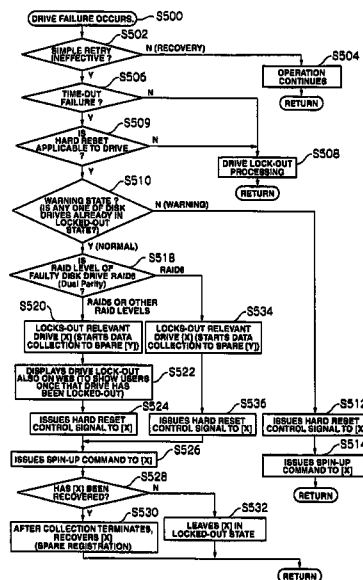 DRIVE FAILURE OCCURS.
S500
S502
SIMPLE RETRY
INEFFECTIVE ?
N (RECOVERY)
S504
OPERATION
CONTINUES
RETURN
Y
S506
TIME-OUT
FAILURE ?
N
Y
S509
IS
HARD RESET
APPLICABLE TO DRIVE
?
N
S508
DRIVE LOCK-OUT
PROCESSING
RETURN
Y
S510
WARNING STATE ?
(IS ANY ONE OF DISK
DRIVES ALREADY IN
LOCKED-OUT
STATE?)
N (WARNING)
Y (NORMAL)
S518
IS
RAID LEVEL OF
FAULTY DISK DRIVE RAID6
(Dual Parity)
?
RAID6
RAID5 OR OTHER
RAID LEVELS
S520
LOCKS-OUT RELEVANT
DRIVE [X] (STARTS DATA
COLLECTION TO SPARE [Y])
S534
LOCKS-OUT RELEVANT
DRIVE [X] (STARTS DATA
COLLECTION TO SPARE [Y])
S522
DISPLAYS DRIVE LOCK-OUT
ALSO ON WEB (TO SHOW USERS
ONCE THAT DRIVE HAS
BEEN LOCKED-OUT)
S524
ISSUES HARD RESET
CONTROL SIGNAL TO [X]
S536
ISSUES HARD RESET
CONTROL SIGNAL TO [X]
S512
ISSUES HARD RESET
CONTROL SIGNAL TO [X]
S514
ISSUES SPIN-UP
COMMAND TO [X]
RETURN
S526
ISSUES SPIN-UP COMMAND TO [X]
S528
HAS [X] BEEN
RECOVERED?
N
Y
S530
AFTER COLLECTION TERMINATES,
RECOVERS [X]
(SPARE REGISTRATION)
S532
LEAVES [X] IN
LOCKED-OUT STATE
RETURN